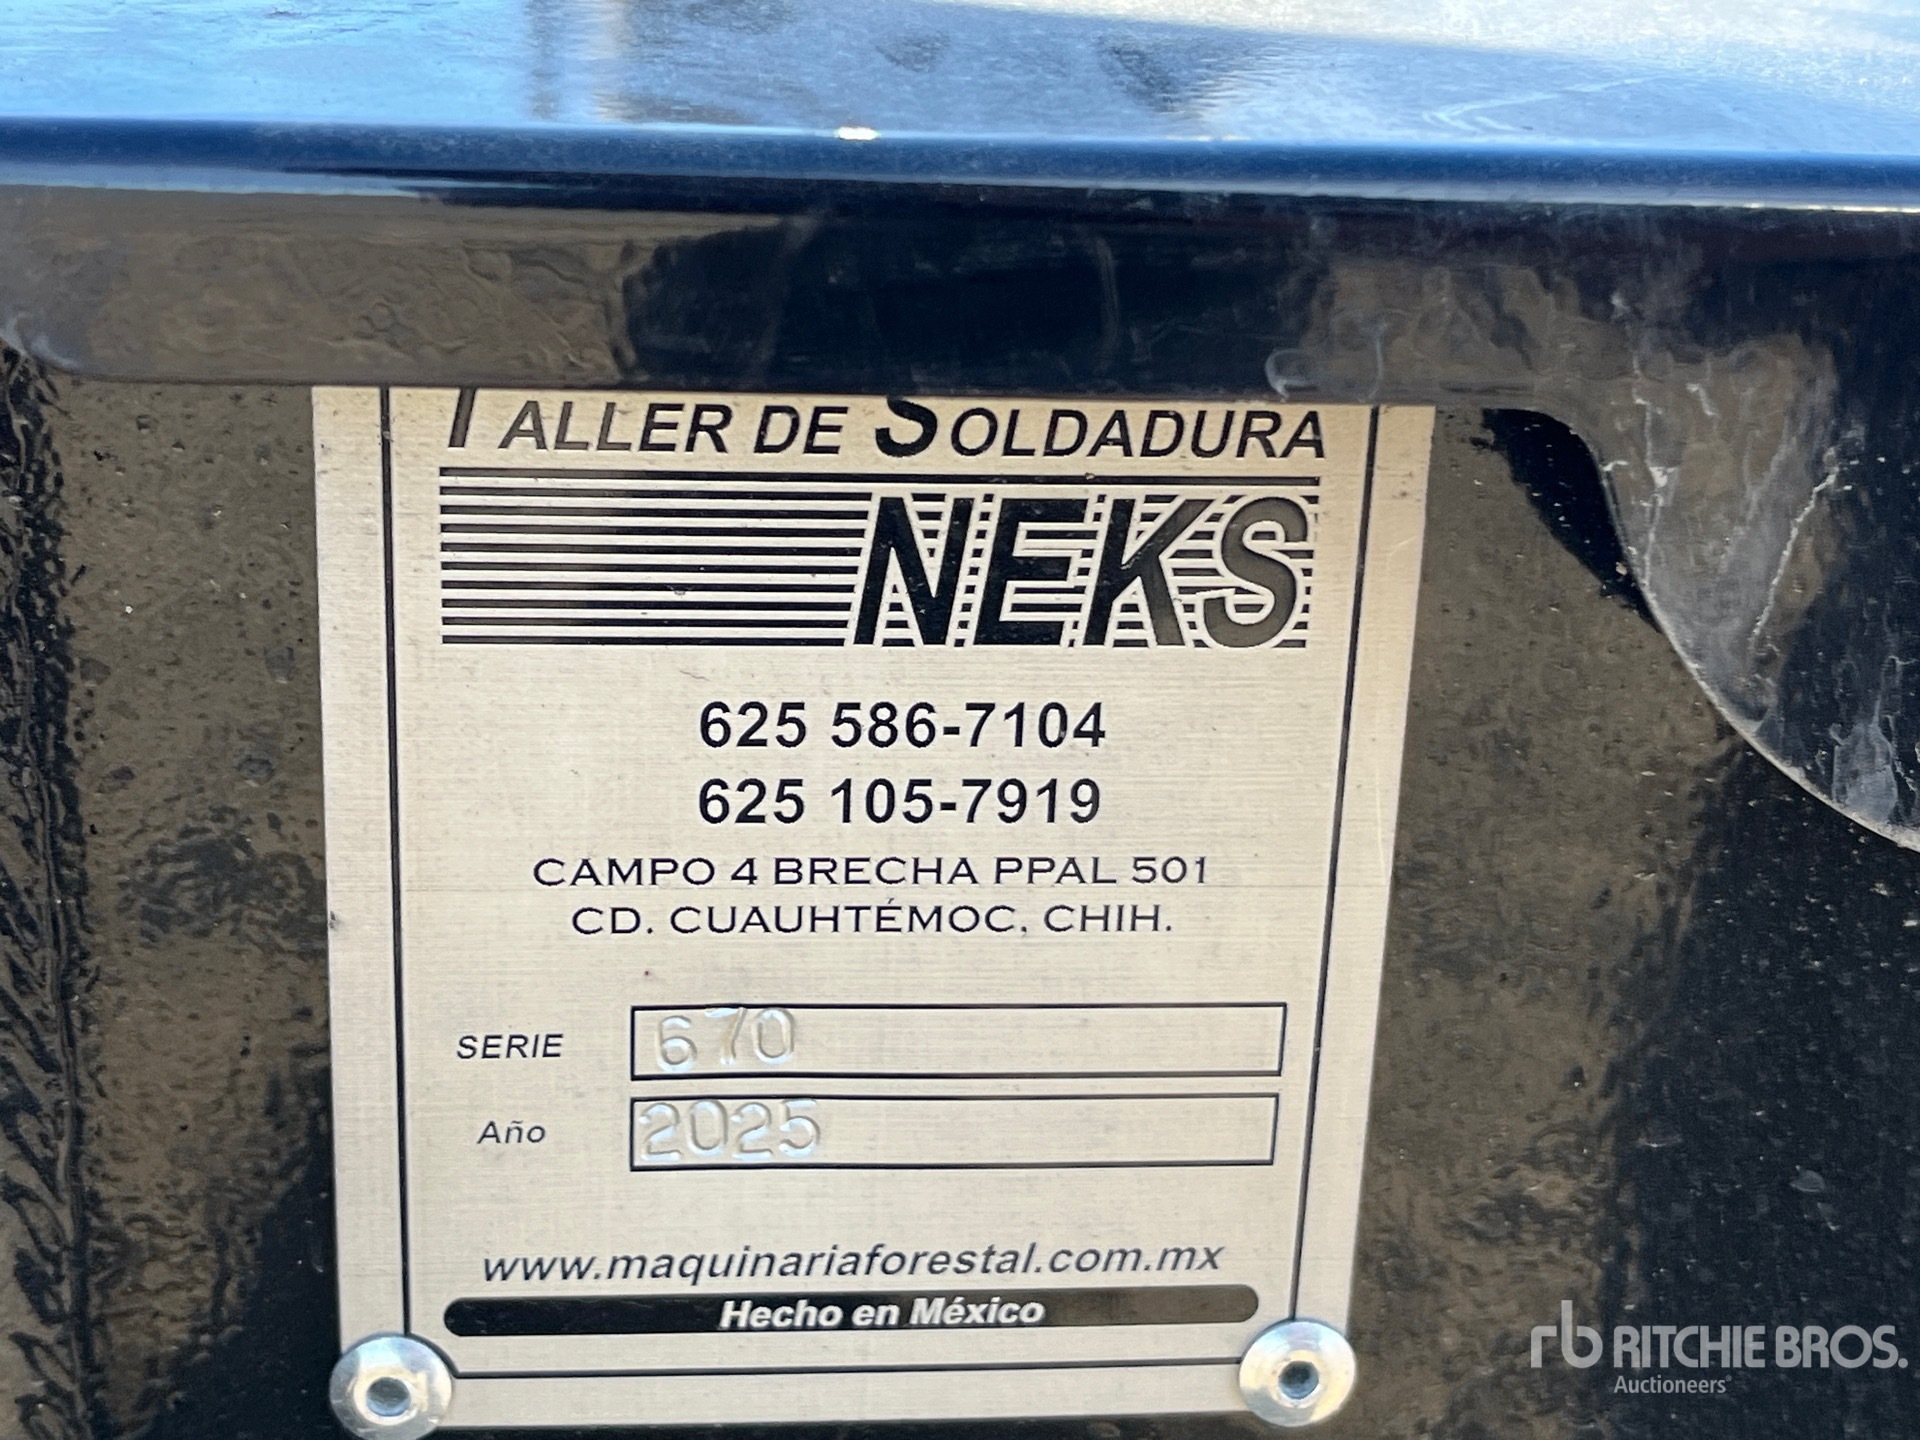 TALLER DE SOLDADURA
NEKS
625 586-7104
625 105-7919
CAMPO 4 BRECHA PPAL 501
CD. CUAUHTÉMOC, CHIH.
SERIE 670
Año 2025
www.maquinariaforestal.com.mx
Hecho en México
rb RITCHIE BROS.
Auctioneers